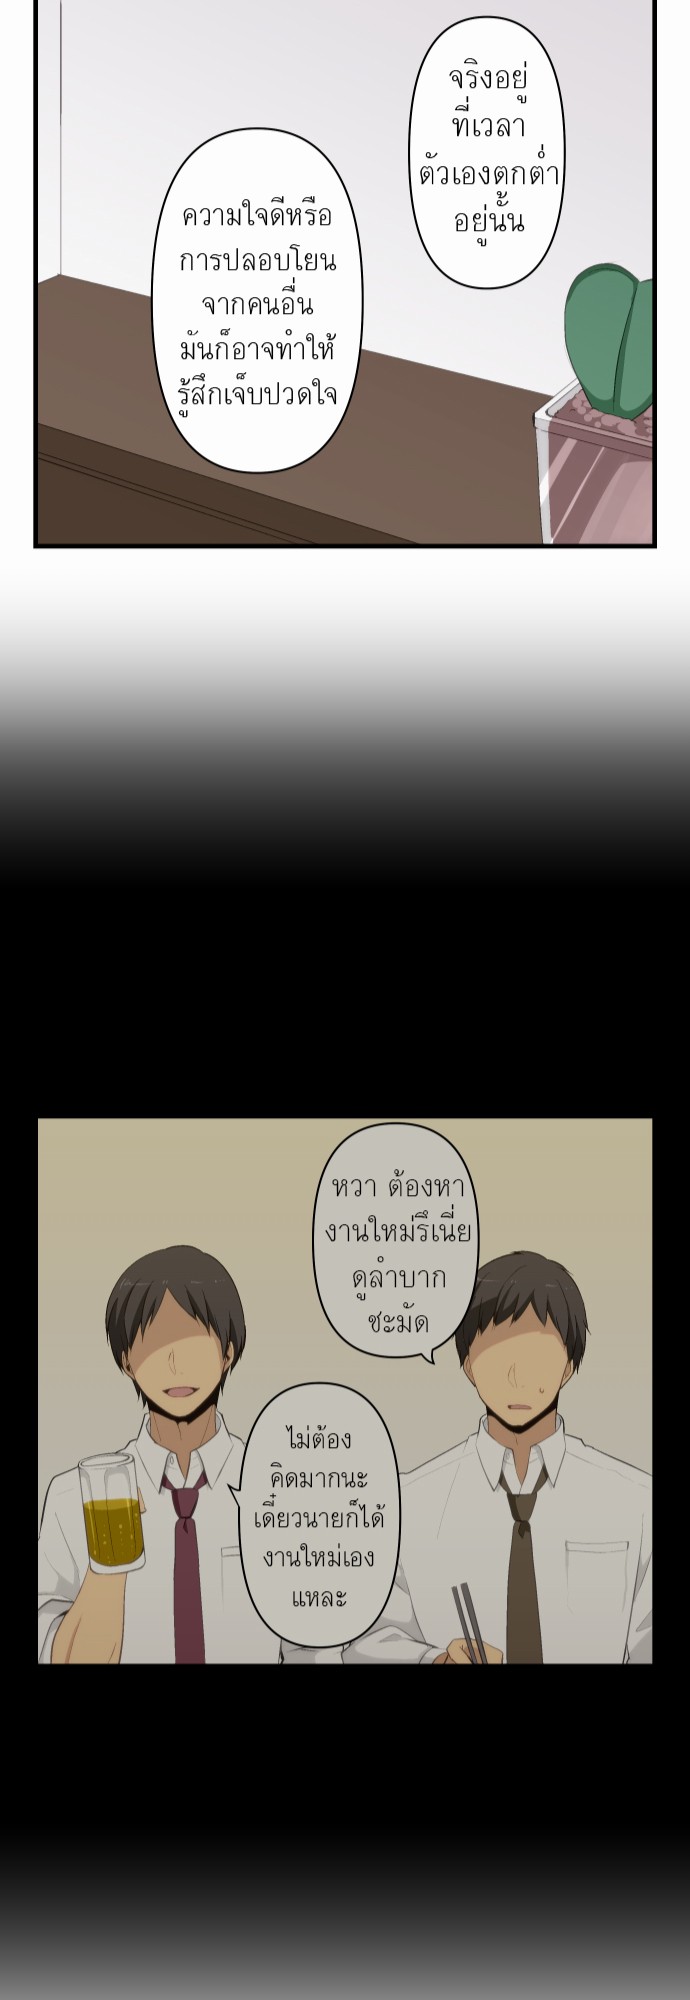 จริงอยู่
ที่เวลา
ตัวเองตกต่ำ
อยู่นั้น
ความใจดีหรือ
การปลอบโยน
จากคนอื่น
มันก็อาจทำให้
รู้สึกเจ็บปวดใจ
หวา ต้องหา
งานใหม่รึเนี่ย
ดูลำบาก
ชะมัด
ไม่ต้อง
คิดมากนะ
เดี๋ยวนายก็ได้
งานใหม่เอง
แหละ